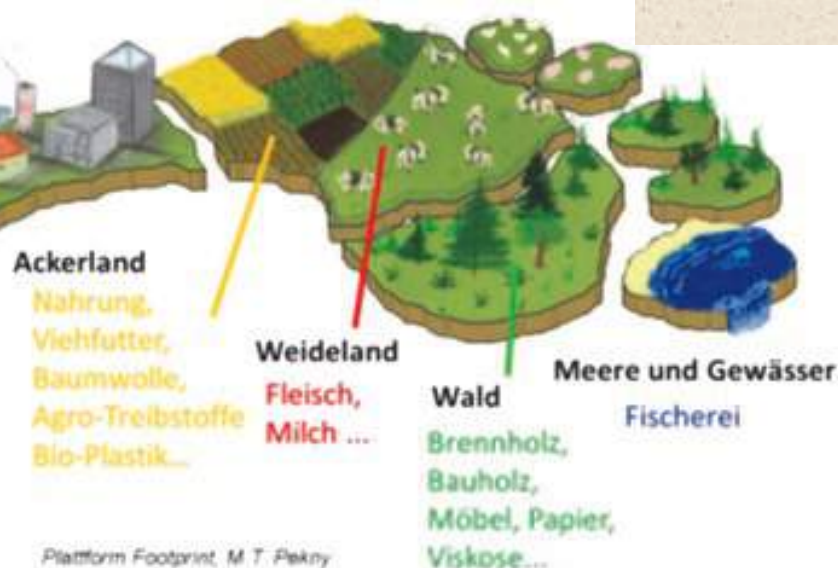 Ackerland
Nahrung,
Viehfutter,
Baumwolle,
Agro-Treibstoffe
Bio-Plastik...
Weideland
Fleisch,
Milch ...
Wald
Brennholz,
Bauholz,
Möbel, Papier,
Viskose...
Meere und Gewässer
Fischerei
Plattform Footprint, M.T. Pekny